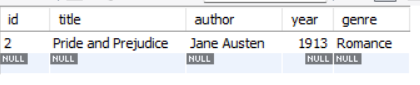 id title author year genre
2 Pride and Prejudice Jane Austen 1913 Romance
NULL NULL NULL NULL NULL